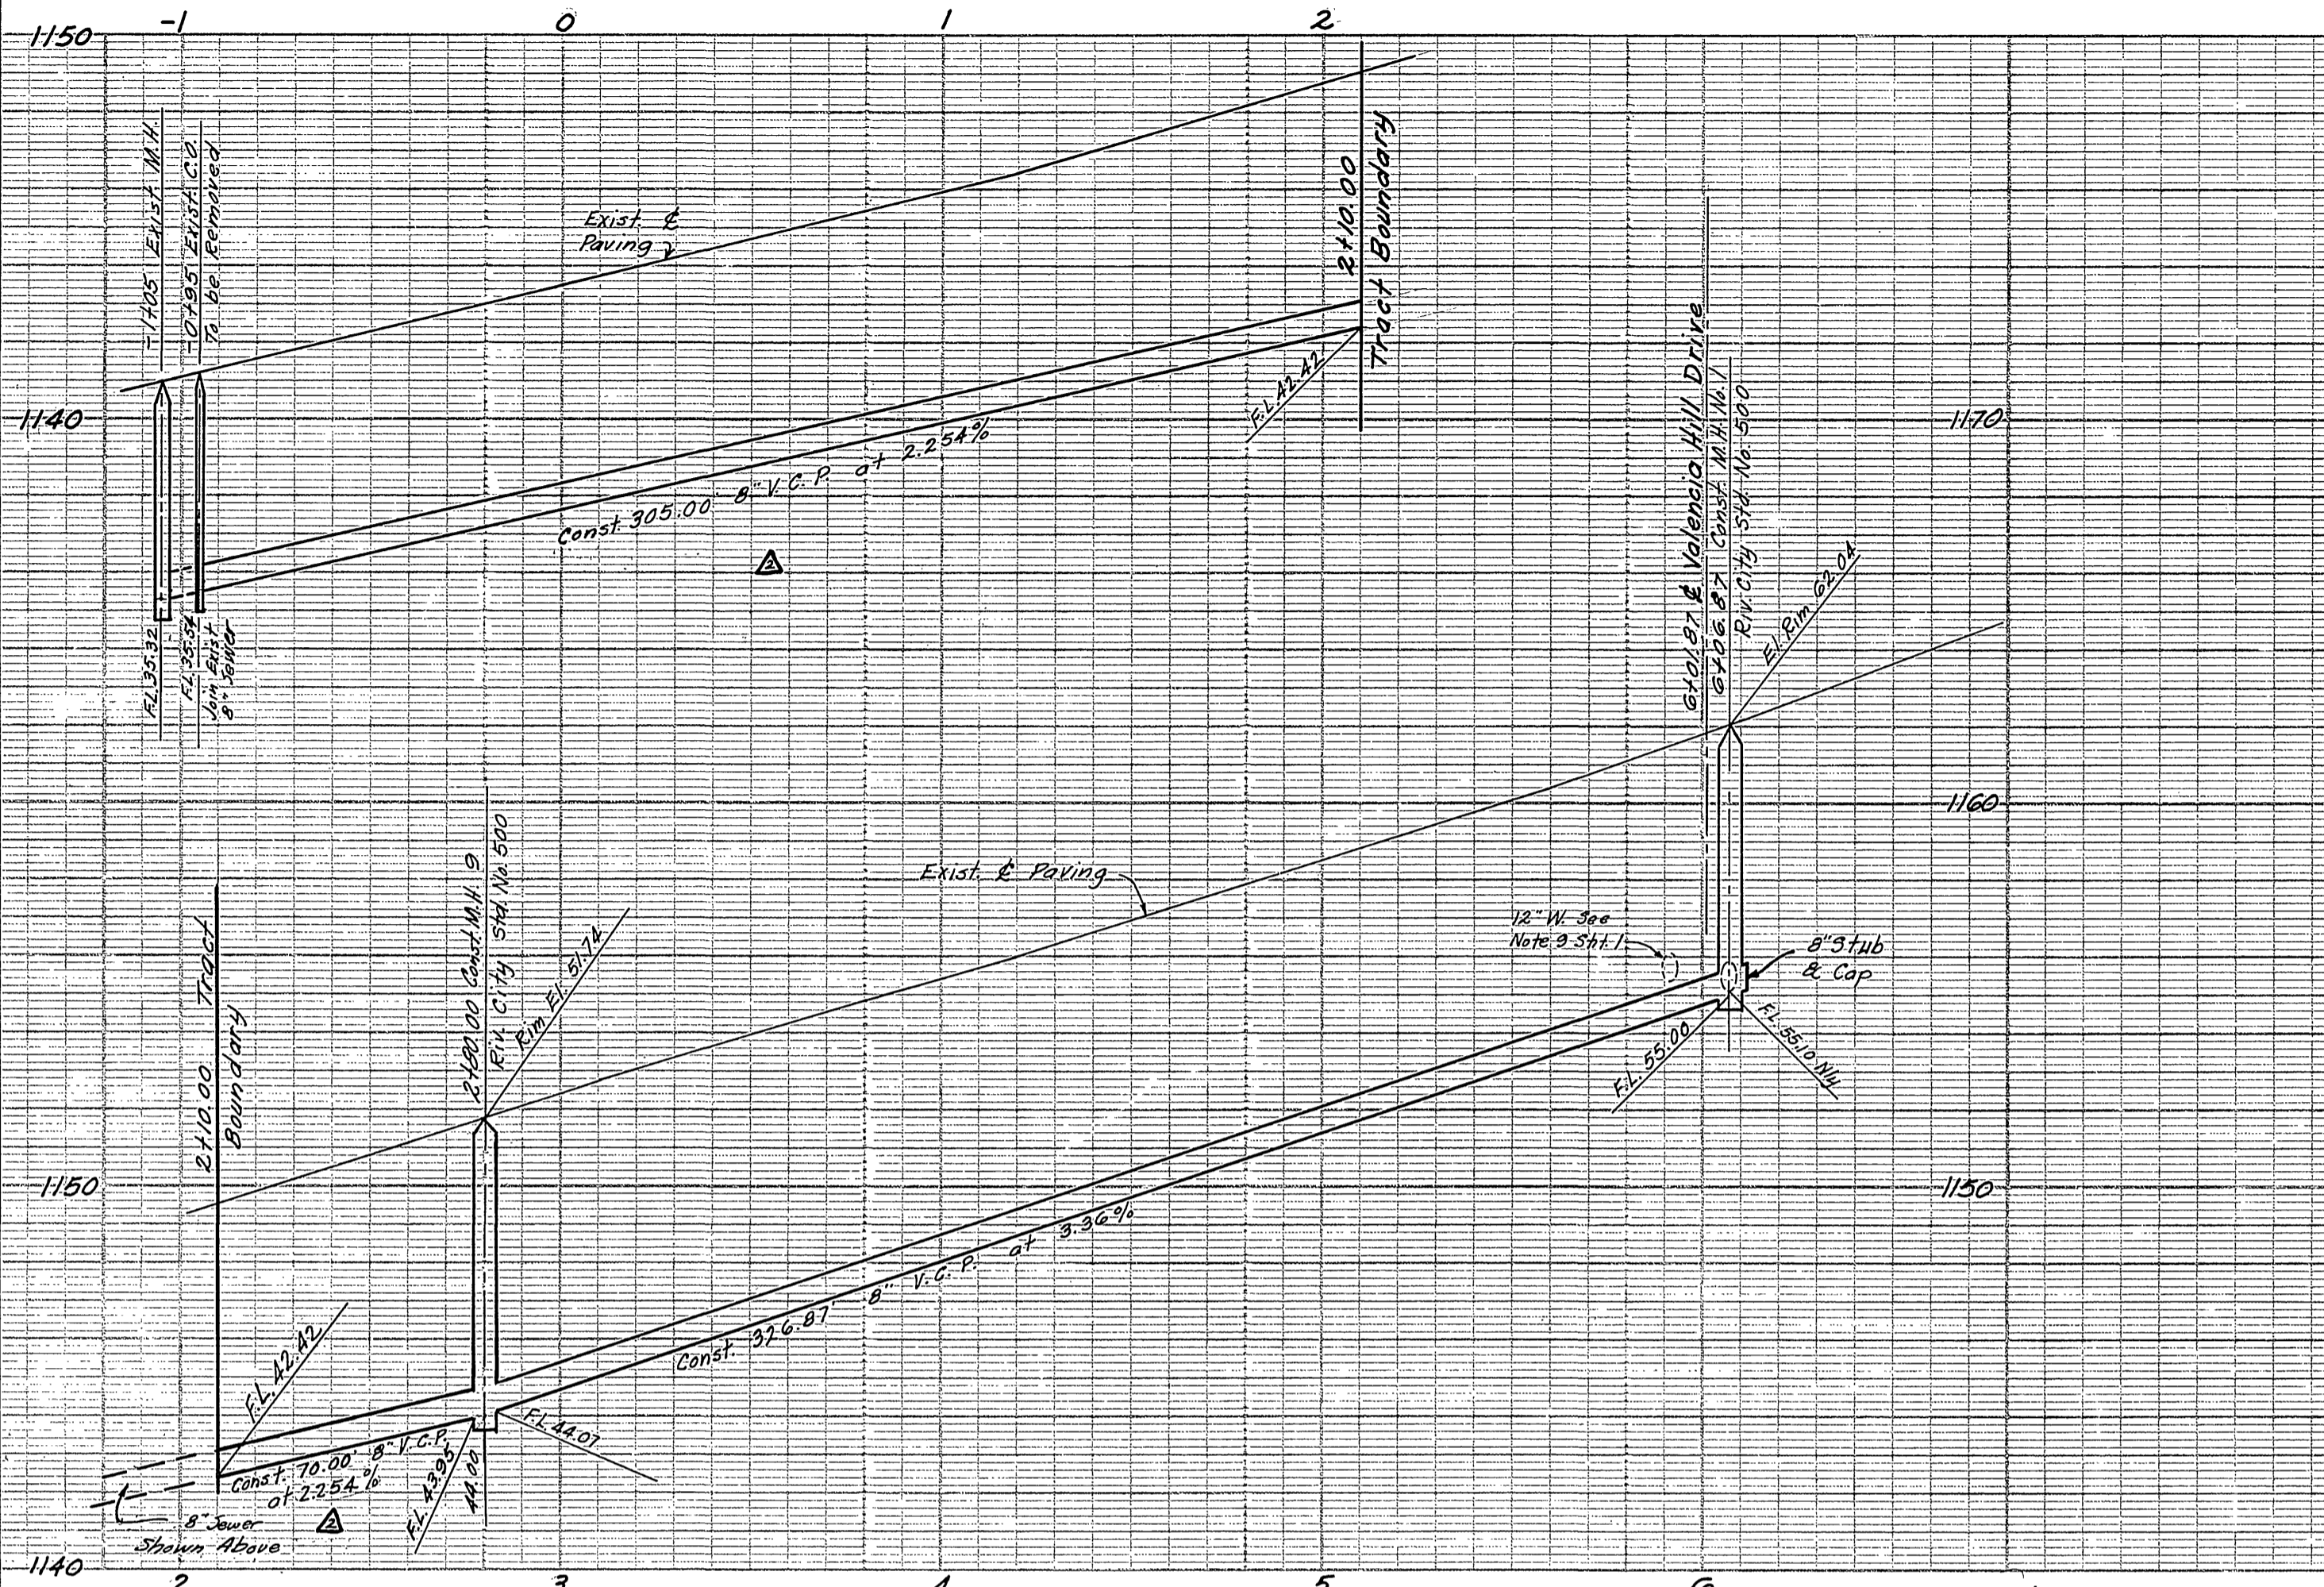 -1 0 1 2
1150
-1+05 Exist. M.H.
-0+95 Exist. C.O.
To be Removed
Exist. ₵
Paving
2+10.00
Tract Boundary
1140
F.L. 42.42
Const. 305.00' 8" V.C.P. at 2.254%
2
F.L. 35.32
F.L. 35.54
Join Exist
8" Sewer
6+01.87 ₵ Valencia Hill Drive
6+06.87 Const. M.H. No. 1
Riv. City Std. No. 500
El. Rim 62.04
1170
1160
2+10.00 Tract
Boundary
2+80.00 Const. M.H. 9
Riv. City Std. No. 500
Rim El. 51.74
Exist. ₵ Paving
12" W. See
Note 9 Sht. 1
8" Stub
& Cap
F.L. 55.00
F.L. 55.10 N'ly
1150
1150
Const. 326.87' 8" V.C.P. at 3.36%
F.L. 42.42
Const. 70.00' 8" V.C.P.
at 2.254%
2
F.L. 43.95
44.00
F.L. 44.07
8" Sewer
Shown Above
1140
2 3 4 5 6